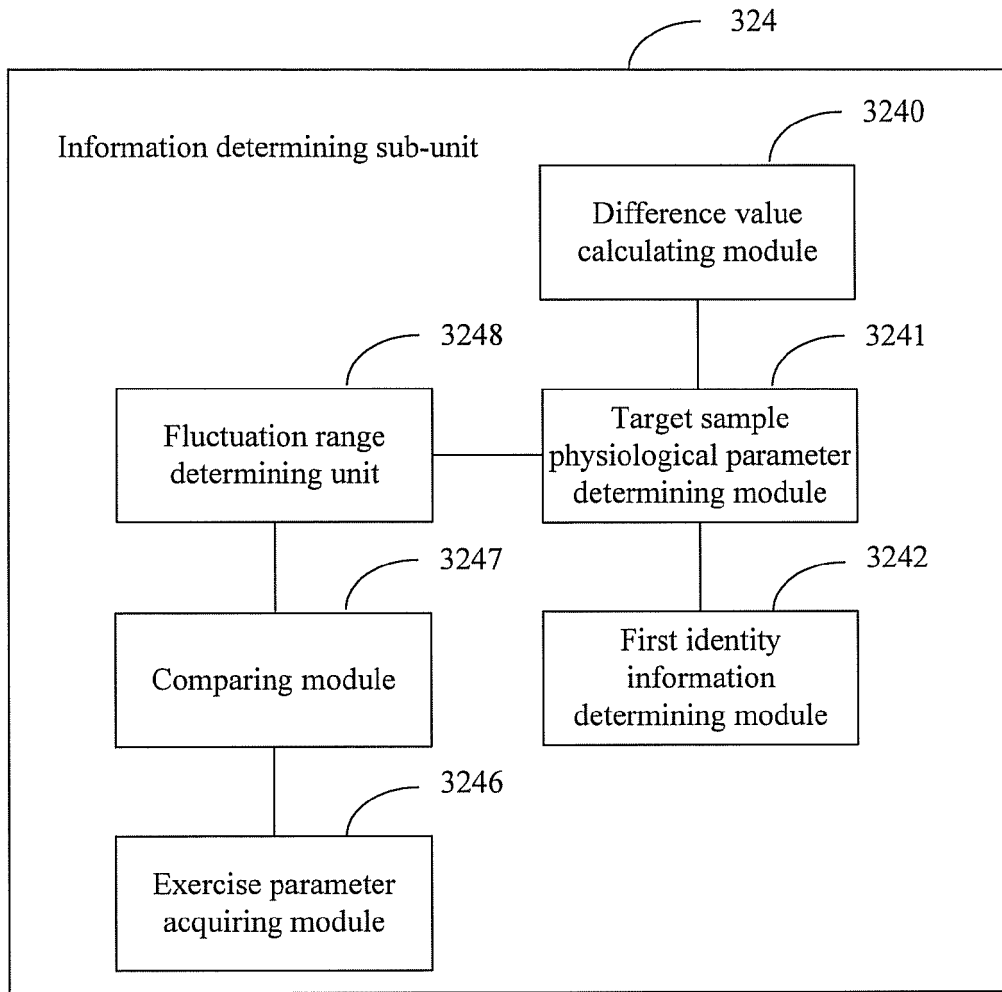 324
Information determining sub-unit
3240
Difference value
calculating module
3248
3241
Fluctuation range
determining unit
Target sample
physiological parameter
determining module
3247
3242
Comparing module
First identity
information
determining module
3246
Exercise parameter
acquiring module